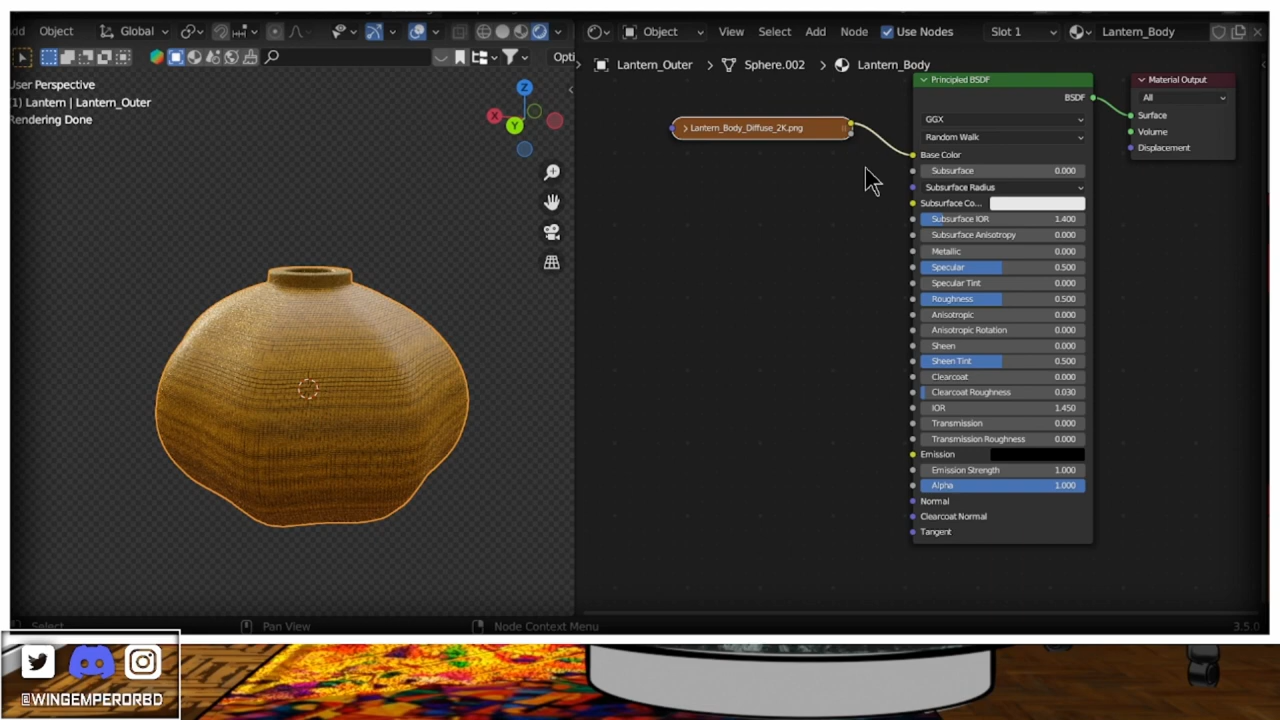 dd Object Global
View Select Add Node Use Nodes Slot 1 Lantern_Body
Object
Opti
Lantern_Outer > Sphere.002 > Lantern_Body
User Perspective
(1) Lantern | Lantern_Outer
Rendering Done
Z
X
Y
Lantern_Body_Diffuse_2K.png
Principled BSDF
BSDF
GGX
Random Walk
Base Color
Subsurface 0.000
Subsurface Radius
Subsurface Co...
Subsurface IOR 1.400
Subsurface Anisotropy 0.000
Metallic 0.000
Specular 0.500
Specular Tint 0.000
Roughness 0.500
Anisotropic 0.000
Anisotropic Rotation 0.000
Sheen 0.000
Sheen Tint 0.500
Clearcoat 0.000
Clearcoat Roughness 0.030
IOR 1.450
Transmission 0.000
Transmission Roughness 0.000
Emission
Emission Strength 1.000
Alpha 1.000
Normal
Clearcoat Normal
Tangent
Material Output
All
Surface
Volume
Displacement
Select Pan View Node Context Menu 3.5.0
@WINGEMPERORBD